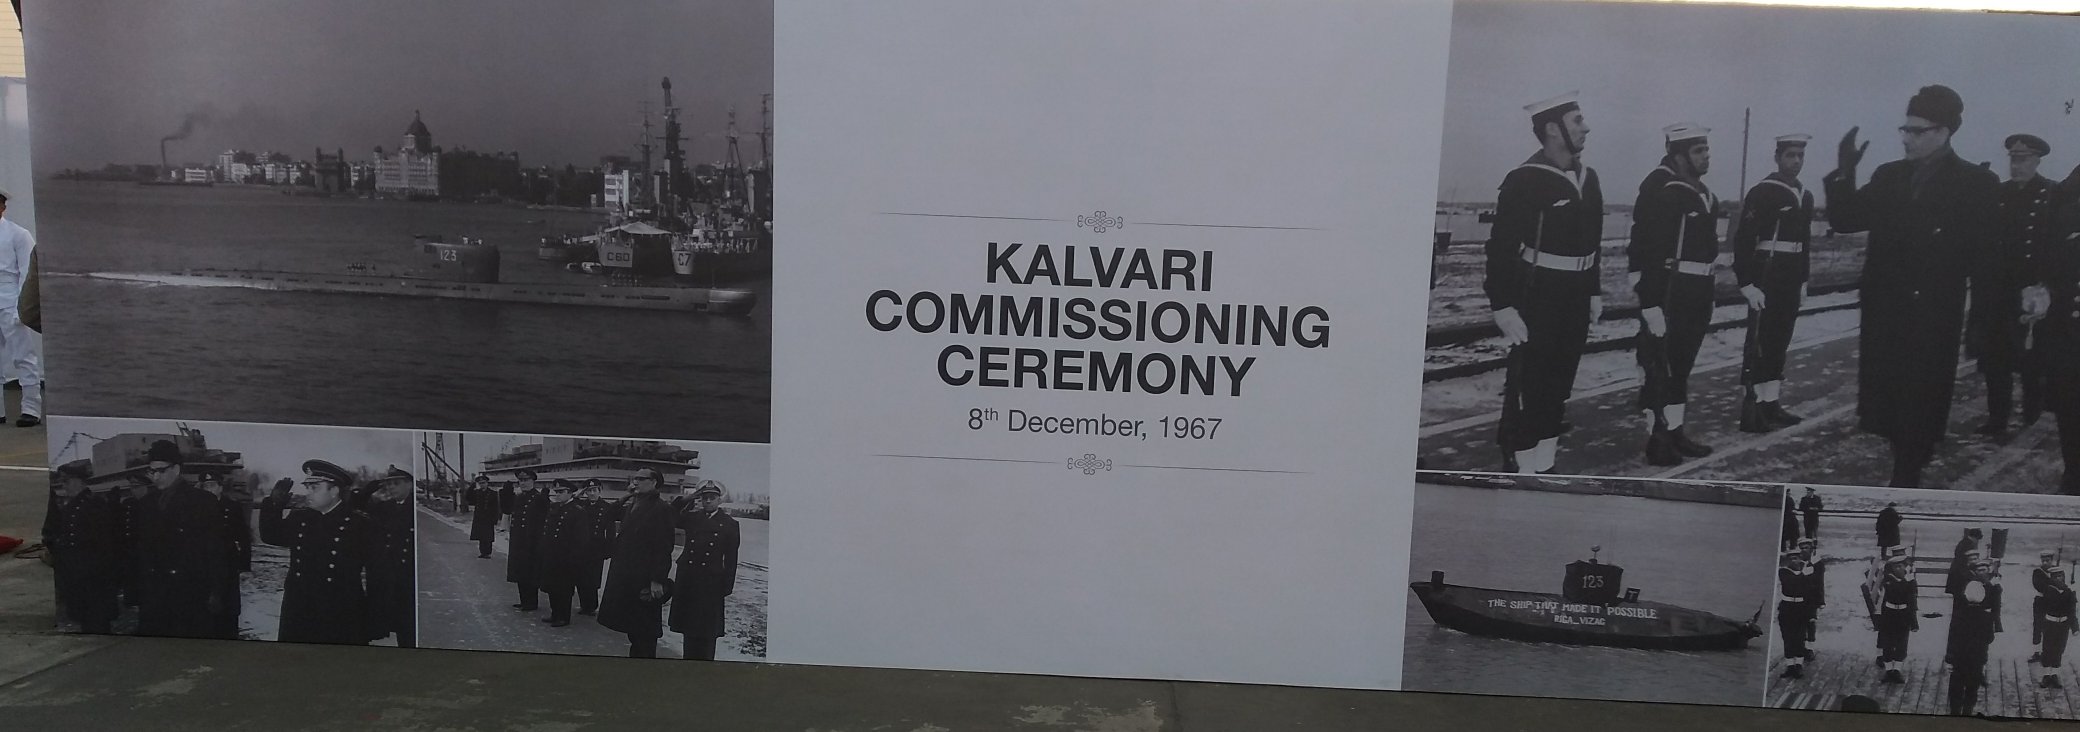 123
C60
C7
KALVARI
COMMISSIONING
CEREMONY
8th December, 1967
123
THE SHIP THAT MADE IT POSSIBLE
RIGA_VIZAG